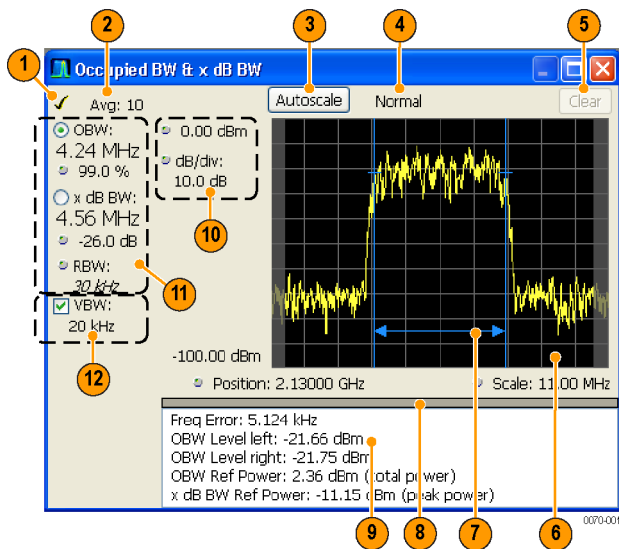 2
3
4
5
1
Occupied BW & x dB BW
Avg: 10
Autoscale
Normal
Clear
OBW:
4.24 MHz
99.0 %
x dB BW:
4.56 MHz
-26.0 dB
RBW:
30 kHz
11
VBW:
20 kHz
12
0.00 dBm
dB/div:
10.0 dB
10
-100.00 dBm
Position: 2.13000 GHz
Scale: 11.00 MHz
Freq Error: 5.124 kHz
OBW Level left: -21.66 dBm
OBW Level right: -21.75 dBm
OBW Ref Power: 2.36 dBm (total power)
x dB BW Ref Power: -11.15 dBm (peak power)
9
8
7
6
0070-001